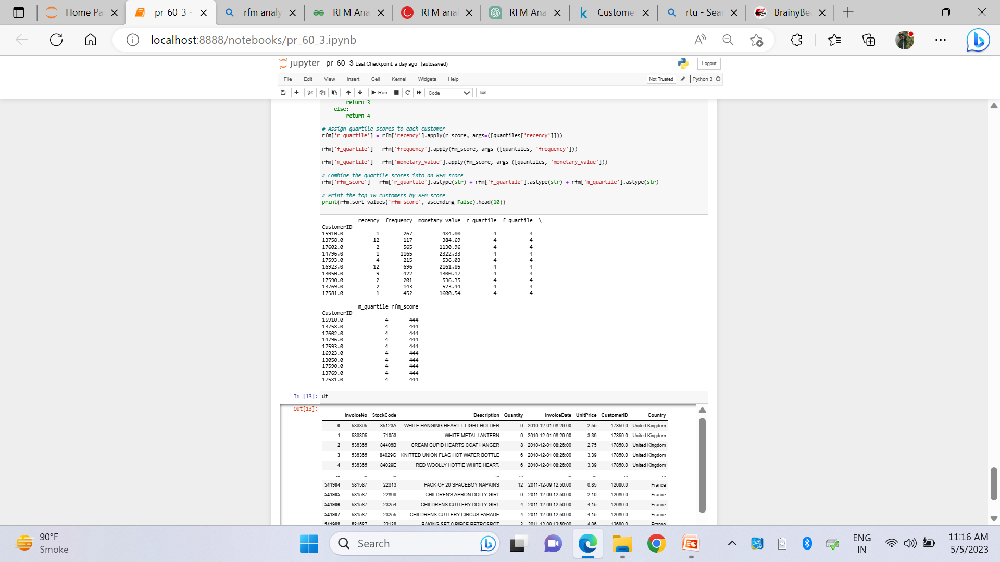 Home Pa
pr_60_3 -
rfm analy
RFM Ana
RFM anal
RFM Ana
Custome
rtu - Sear
BrainyBe
localhost:8888/notebooks/pr_60_3.ipynb
jupyter pr_60_3 Last Checkpoint: a day ago (autosaved)
Logout
File Edit View Insert Cell Kernel Widgets Help
Not Trusted
Python 3
Run
Code
return 3
else:
return 4
# Assign quartile scores to each customer
rfm['r_quartile'] = rfm['recency'].apply(r_score, args=([quantiles['recency']]))
rfm['f_quartile'] = rfm['frequency'].apply(fm_score, args=([quantiles, 'frequency']))
rfm['m_quartile'] = rfm['monetary_value'].apply(fm_score, args=([quantiles, 'monetary_value']))
# Combine the quartile scores into an RFM score
rfm['rfm_score'] = rfm['r_quartile'].astype(str) + rfm['f_quartile'].astype(str) + rfm['m_quartile'].astype(str)
# Print the top 10 customers by RFM score
print(rfm.sort_values('rfm_score', ascending=False).head(10))
recency frequency monetary_value r_quartile f_quartile \
CustomerID
15910.0 1 267 484.00 4 4
13758.0 12 117 384.69 4 4
17602.0 2 565 1130.96 4 4
14796.0 1 1165 2322.33 4 4
17593.0 4 215 536.03 4 4
16923.0 12 696 2161.05 4 4
13050.0 9 422 1300.17 4 4
17590.0 2 201 536.35 4 4
13769.0 2 143 523.44 4 4
17581.0 1 452 1600.54 4 4
m_quartile rfm_score
CustomerID
15910.0 4 444
13758.0 4 444
17602.0 4 444
14796.0 4 444
17593.0 4 444
16923.0 4 444
13050.0 4 444
17590.0 4 444
13769.0 4 444
17581.0 4 444
In [13]: df
Out[13]:
InvoiceNo StockCode Description Quantity InvoiceDate UnitPrice CustomerID Country
0 536365 85123A WHITE HANGING HEART T-LIGHT HOLDER 6 2010-12-01 08:26:00 2.55 17850.0 United Kingdom
1 536365 71053 WHITE METAL LANTERN 6 2010-12-01 08:26:00 3.39 17850.0 United Kingdom
2 536365 84406B CREAM CUPID HEARTS COAT HANGER 8 2010-12-01 08:26:00 2.75 17850.0 United Kingdom
3 536365 84029G KNITTED UNION FLAG HOT WATER BOTTLE 6 2010-12-01 08:26:00 3.39 17850.0 United Kingdom
4 536365 84029E RED WOOLLY HOTTIE WHITE HEART. 6 2010-12-01 08:26:00 3.39 17850.0 United Kingdom
... ... ... ... ... ... ... ... ...
541904 581587 22613 PACK OF 20 SPACEBOY NAPKINS 12 2011-12-09 12:50:00 0.85 12680.0 France
541905 581587 22899 CHILDREN'S APRON DOLLY GIRL 6 2011-12-09 12:50:00 2.10 12680.0 France
541906 581587 23254 CHILDRENS CUTLERY DOLLY GIRL 4 2011-12-09 12:50:00 4.15 12680.0 France
541907 581587 23255 CHILDRENS CUTLERY CIRCUS PARADE 4 2011-12-09 12:50:00 4.15 12680.0 France
541908 581587 22138 BAKING SET 9 PIECE RETROSPOT 3 2011-12-09 12:50:00 4.95 12680.0 France
90°F
Smoke
Search
ENG
IN
11:16 AM
5/5/2023